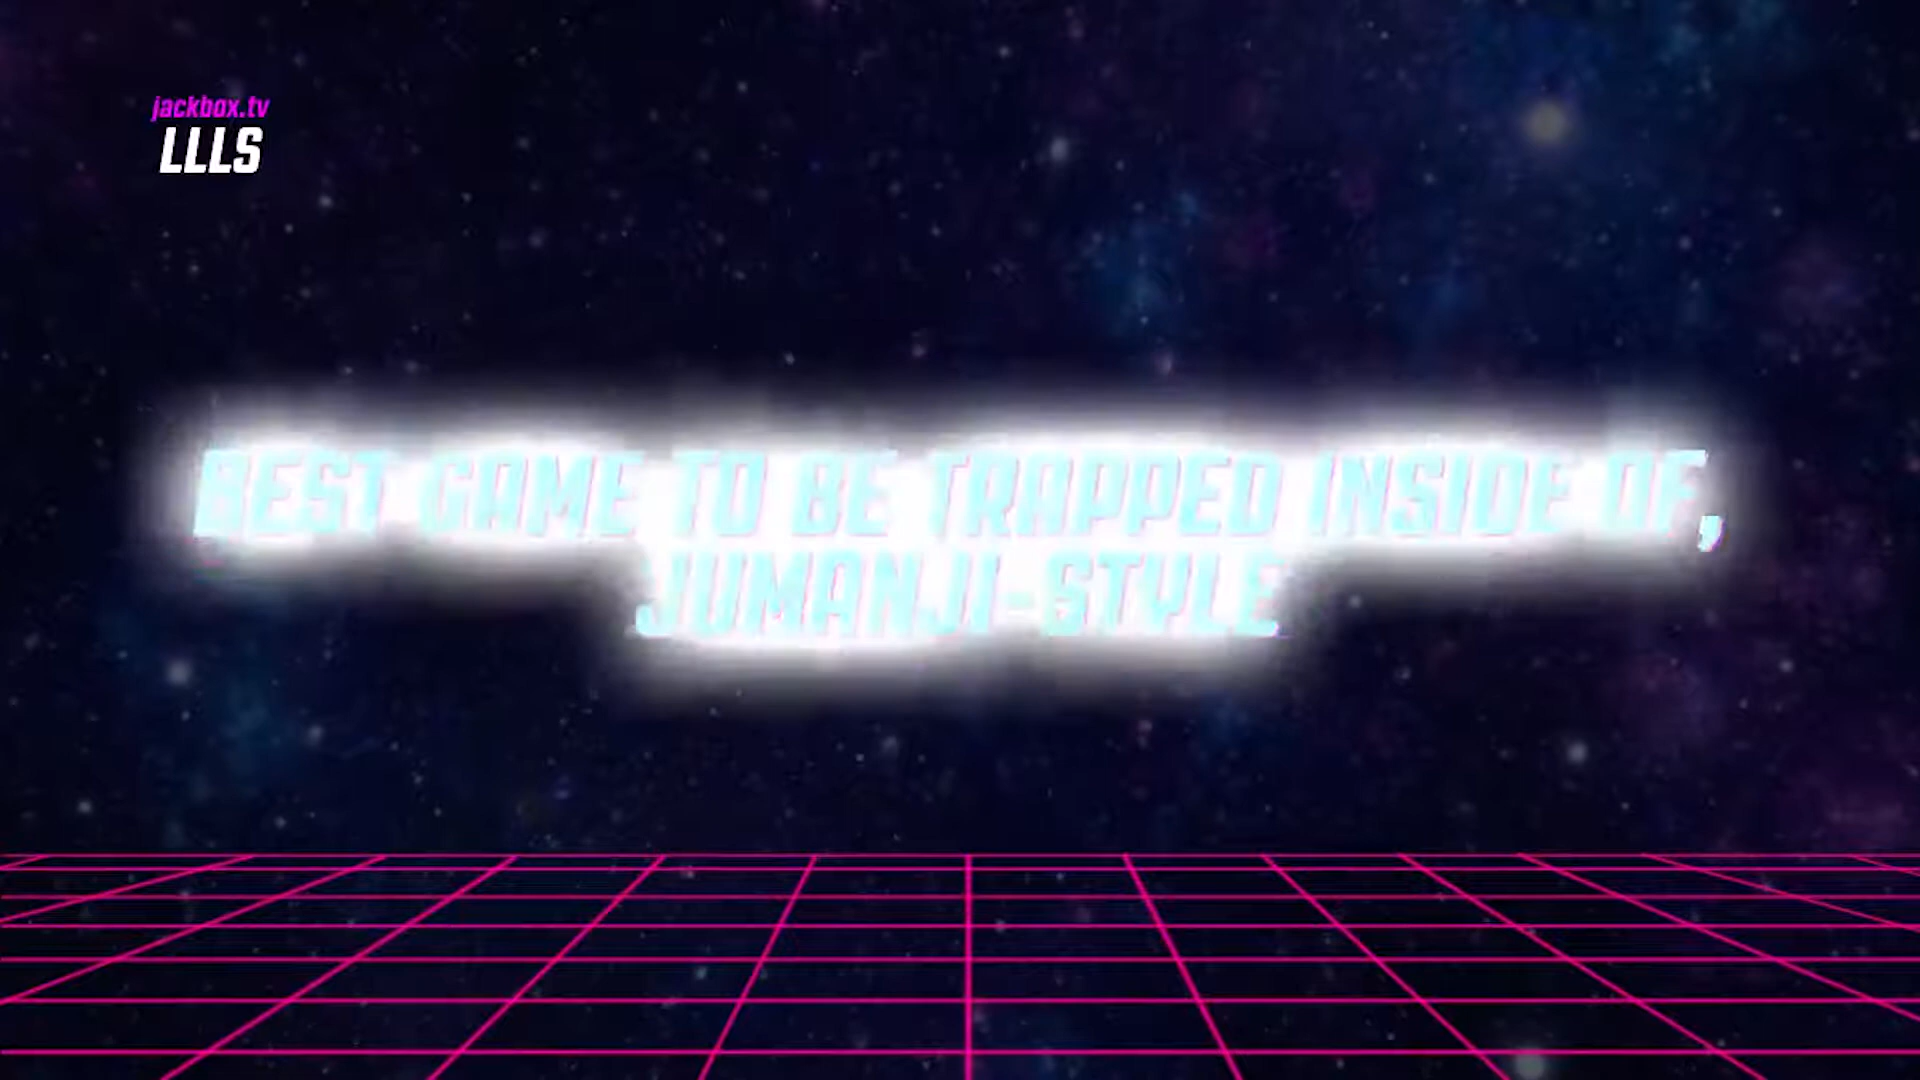 jackbox.tv
LLLS
BEST GAME TO BE TRAPPED INSIDE OF,
JUMANJI-STYLE